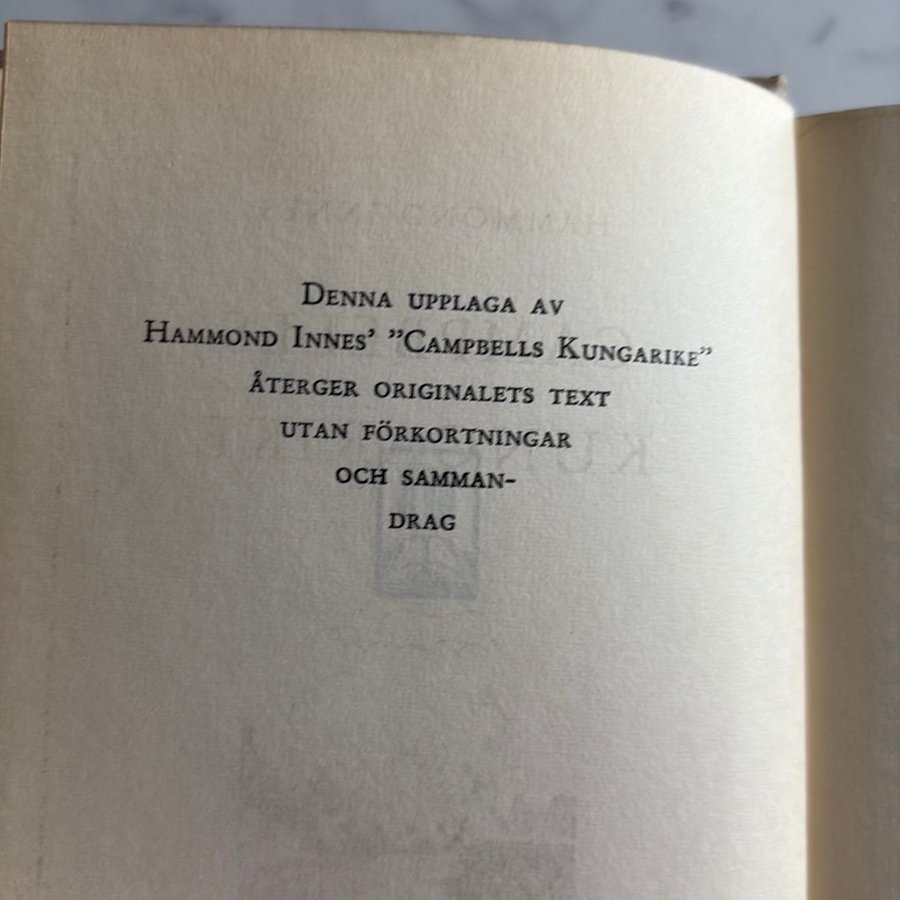 DENNA UPPLAGA AV
HAMMOND INNES' ”CAMPBELLS KUNGARIKE”
ÅTERGER ORIGINALETS TEXT
UTAN FÖRKORTNINGAR
OCH SAMMAN-
DRAG